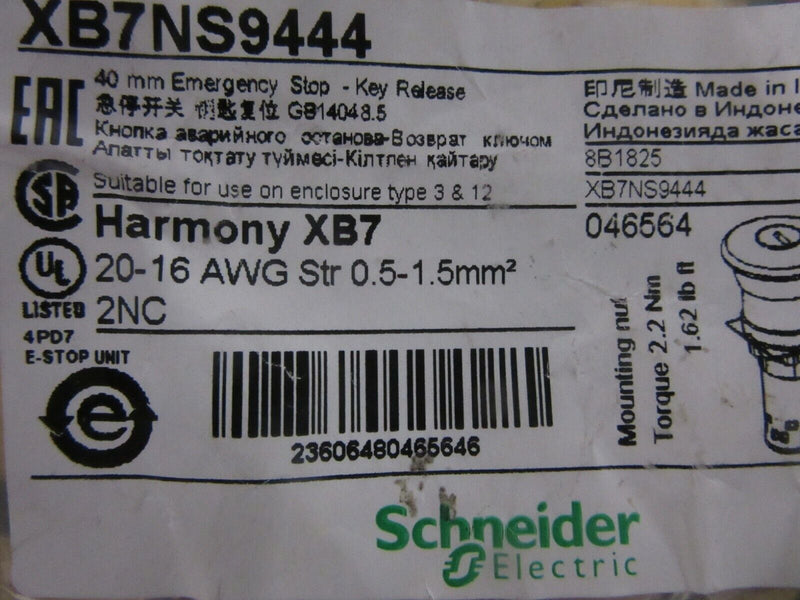 XB7NS9444
40 mm Emergency Stop - Key Release
急停开关 钥匙复位 GB14048.5
Кнопка аварийного останова-Возврат ключом
Апатты тоқтату түймесі-Кілтпен қайтару
EAC
Suitable for use on enclosure type 3 & 12
SA
Harmony XB7
UL
LISTED
20-16 AWG Str 0.5-1.5mm²
2NC
4PD7
E-STOP UNIT
e
23606480465646
印尼制造 Made in I
Сделано в Индоне
Индонезияда жаса
8B1825
XB7NS9444
046564
Mounting nut
Torque 2.2 Nm
1.62 lb ft
Schneider
Electric